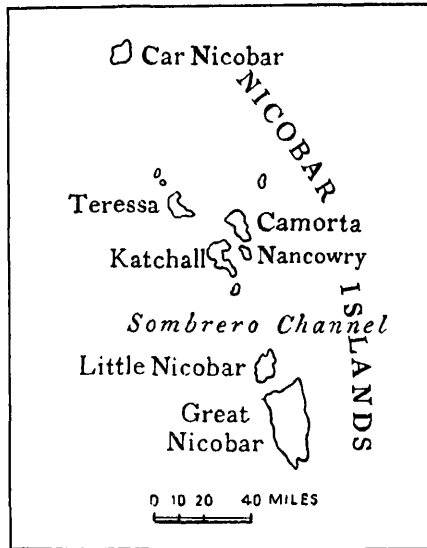 Car Nicobar
NICOBAR ISLANDS
Teressa
Camorta
Katchall
Nancowry
Sombrero Channel
Little Nicobar
Great
Nicobar
0 10 20 40 MILES